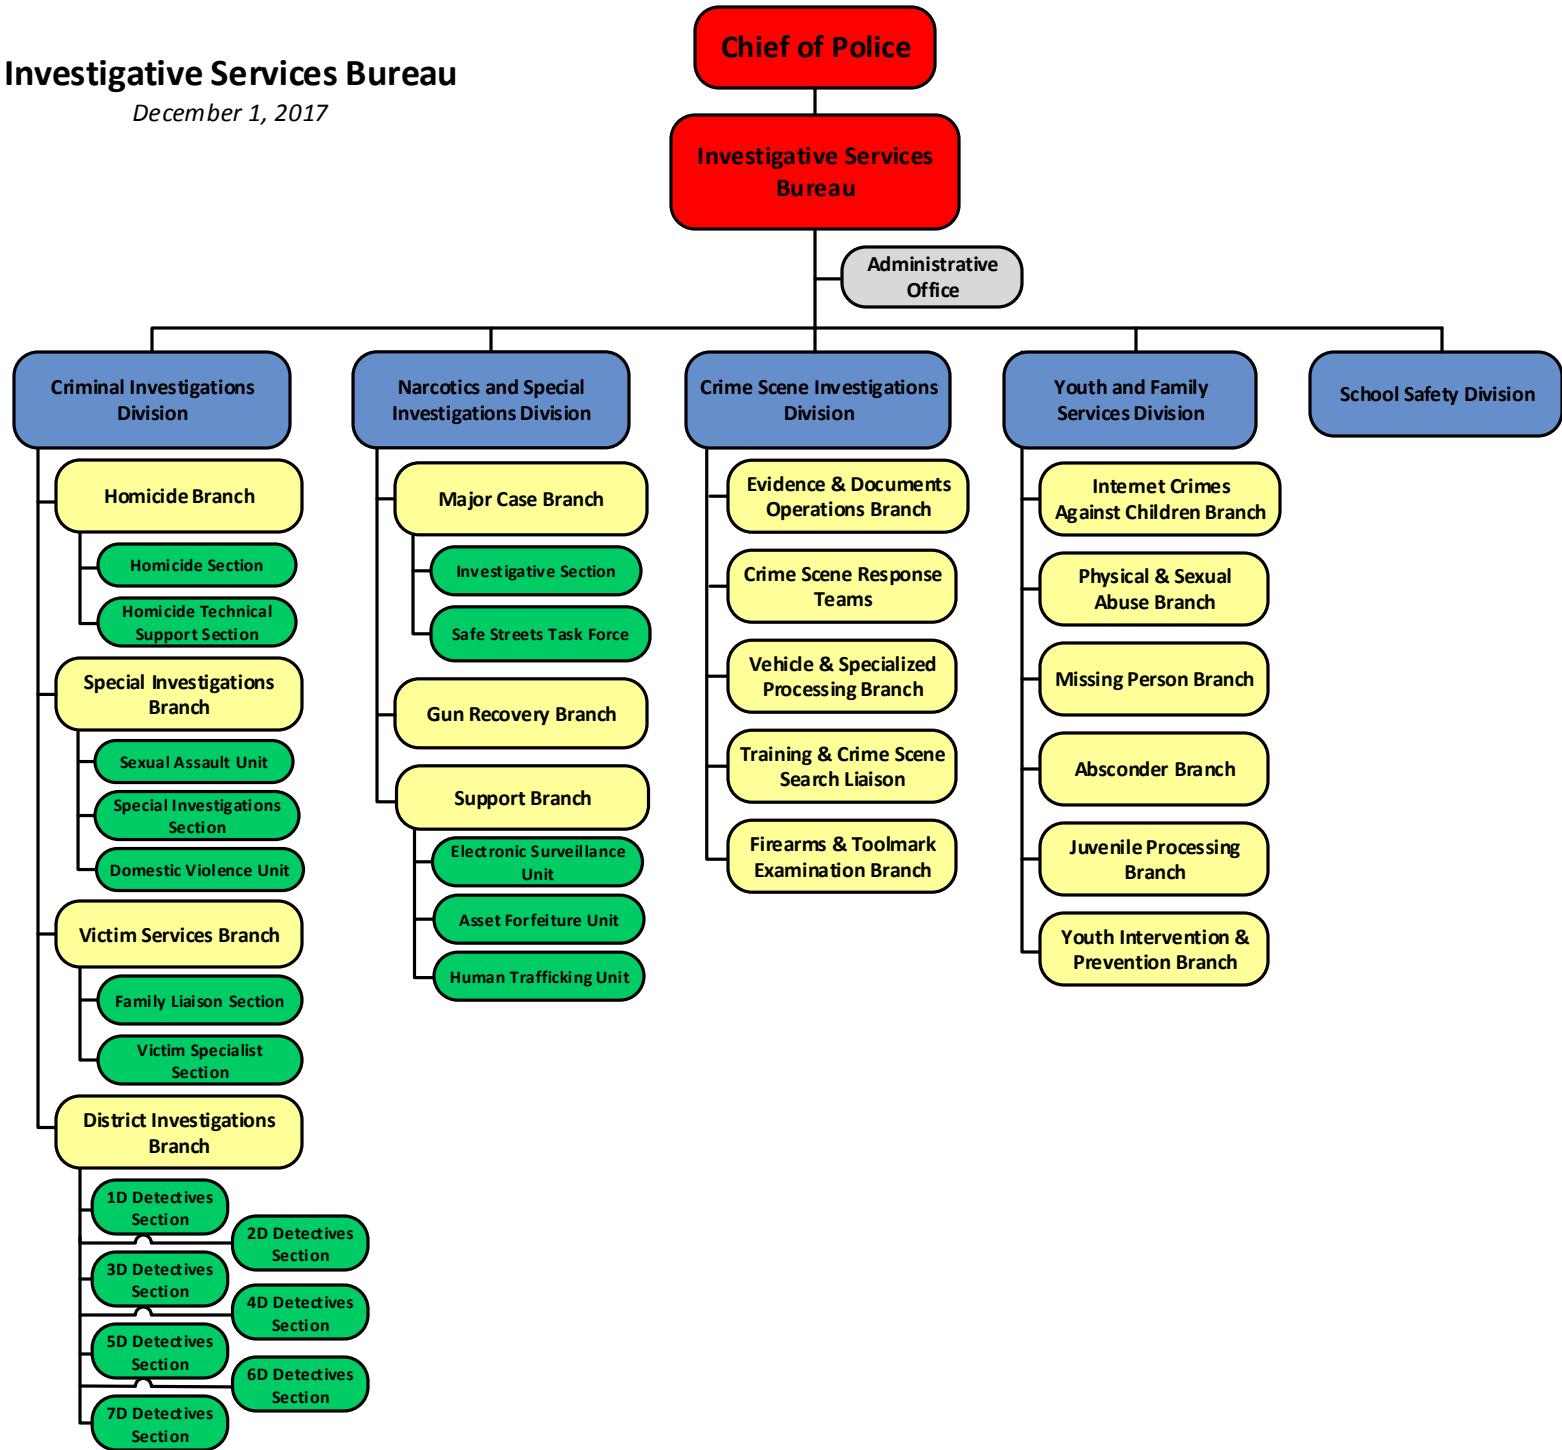 Investigative Services Bureau
December 1, 2017
Chief of Police
Investigative Services
Bureau
Administrative
Office
Criminal Investigations
Division
Homicide Branch
Homicide Section
Homicide Technical
Support Section
Special Investigations
Branch
Sexual Assault Unit
Special Investigations
Section
Domestic Violence Unit
Victim Services Branch
Family Liaison Section
Victim Specialist
Section
District Investigations
Branch
1D Detectives
Section
2D Detectives
Section
3D Detectives
Section
4D Detectives
Section
5D Detectives
Section
6D Detectives
Section
7D Detectives
Section
Narcotics and Special
Investigations Division
Major Case Branch
Investigative Section
Safe Streets Task Force
Gun Recovery Branch
Support Branch
Electronic Surveillance
Unit
Asset Forfeiture Unit
Human Trafficking Unit
Crime Scene Investigations
Division
Evidence & Documents
Operations Branch
Crime Scene Response
Teams
Vehicle & Specialized
Processing Branch
Training & Crime Scene
Search Liaison
Firearms & Toolmark
Examination Branch
Youth and Family
Services Division
Internet Crimes
Against Children Branch
Physical & Sexual
Abuse Branch
Missing Person Branch
Absconder Branch
Juvenile Processing
Branch
Youth Intervention &
Prevention Branch
School Safety Division